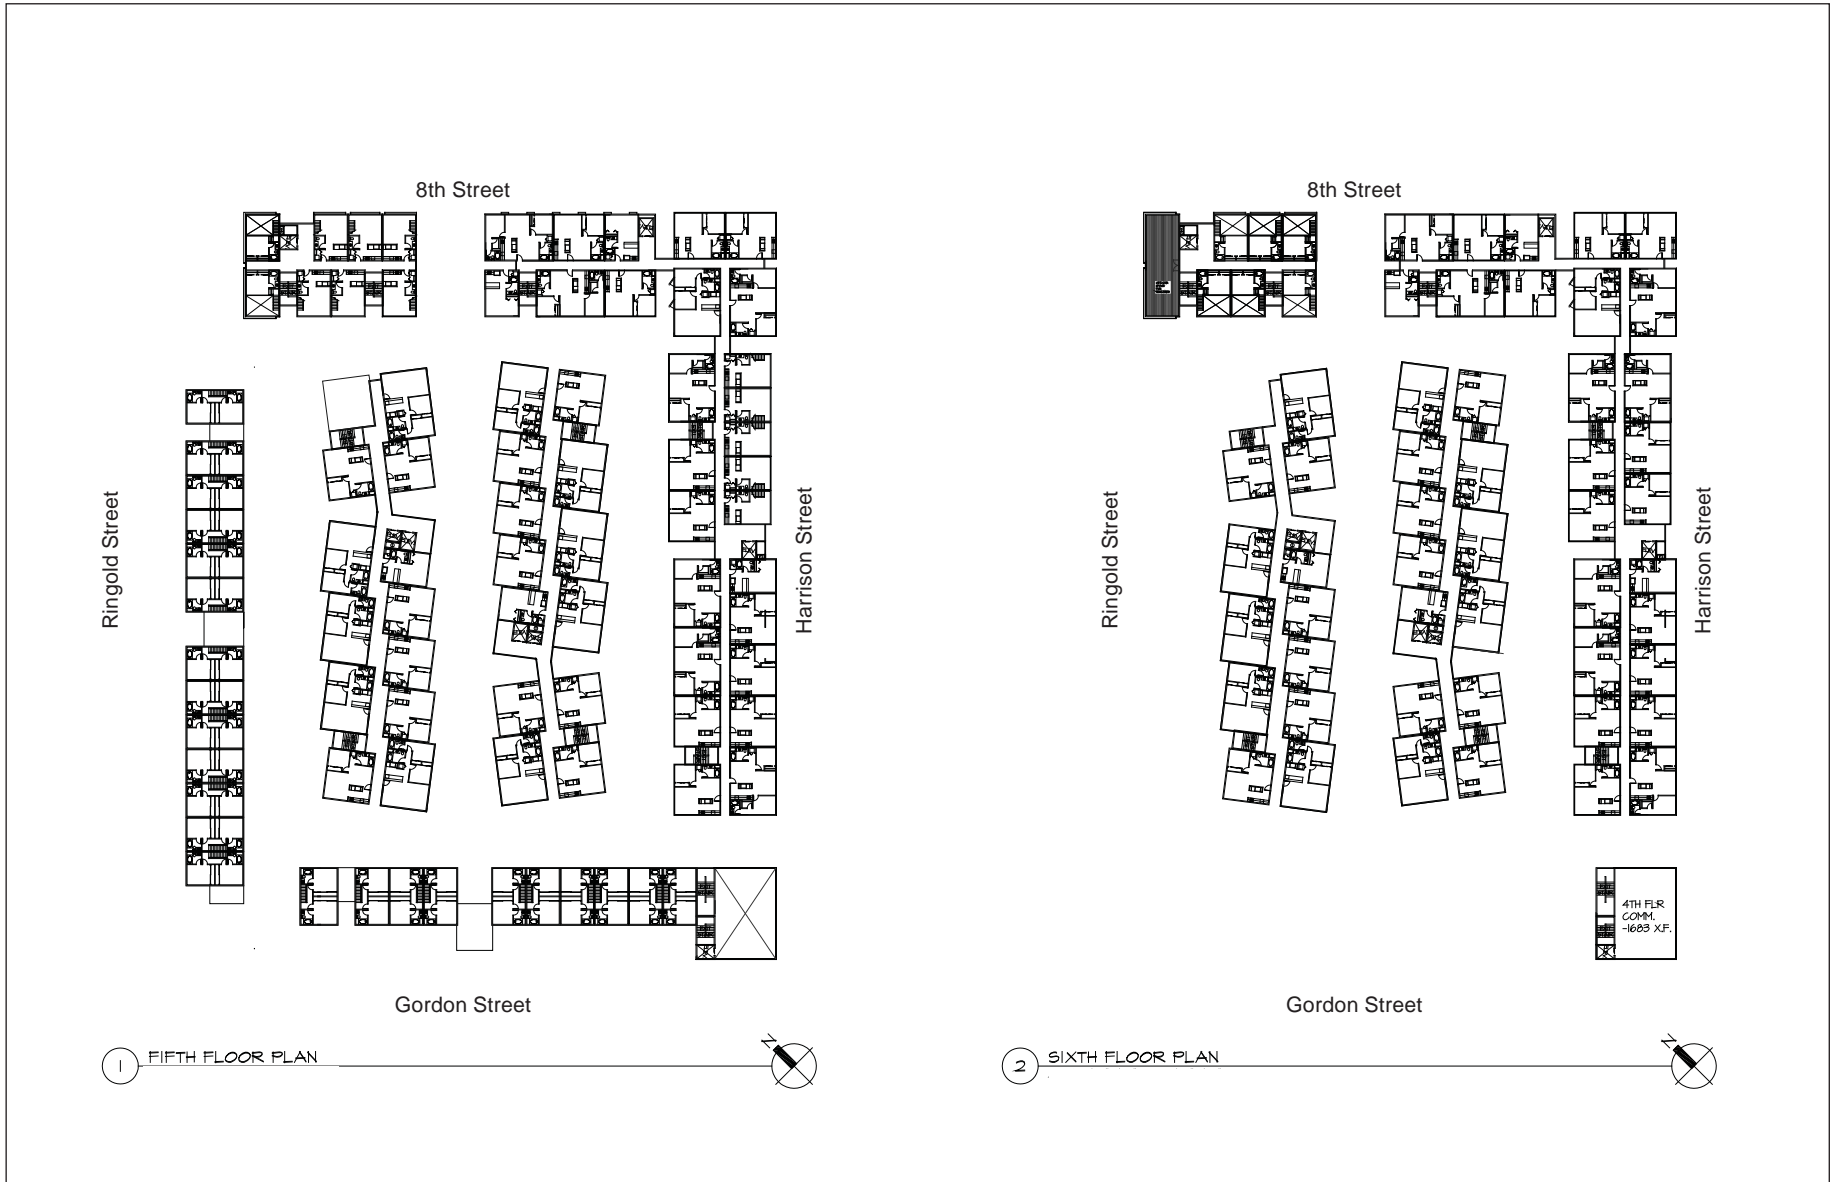 8th Street
8th Street
Ringold Street
Harrison Street
Ringold Street
Harrison Street
4TH FLR
COMM.
-1683 X.F.
Gordon Street
Gordon Street
1 FIFTH FLOOR PLAN
N
2 SIXTH FLOOR PLAN
N